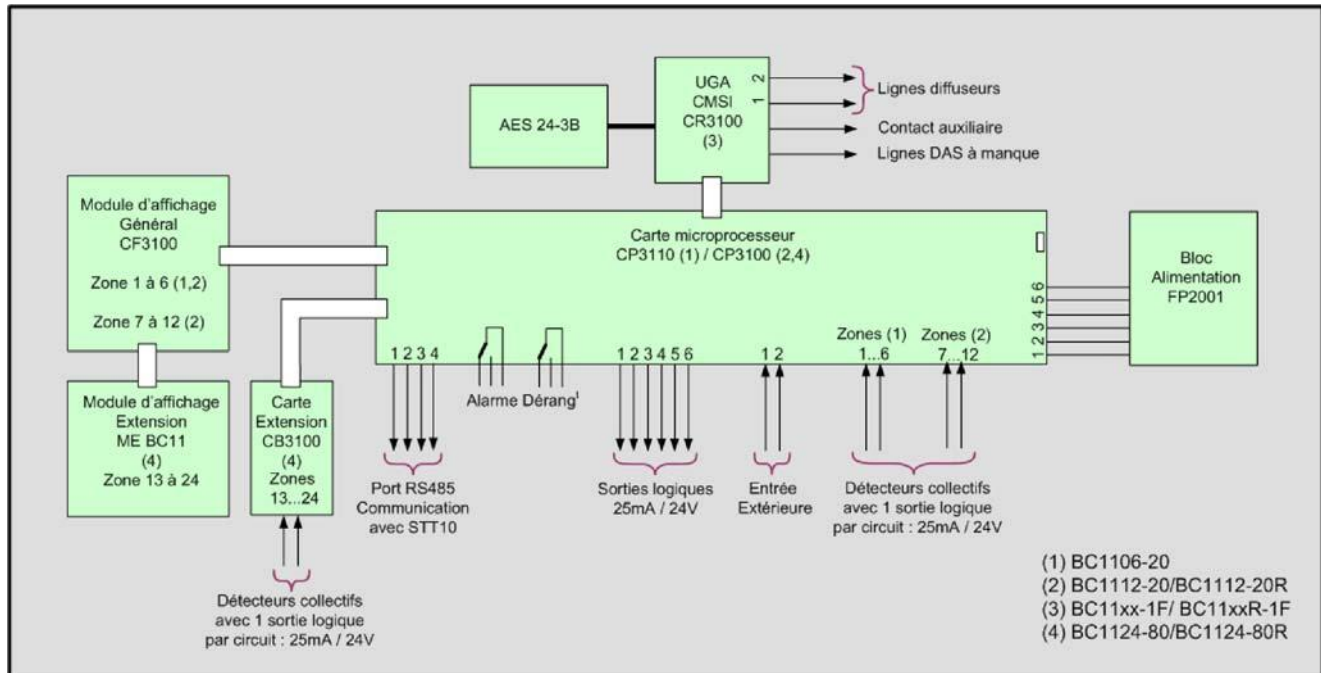 AES 24-3B
UGA
CMSI
CR3100
(3)
2
1
Lignes diffuseurs
Contact auxiliaire
Lignes DAS à manque
Module d'affichage
Général
CF3100
Zone 1 à 6 (1,2)
Zone 7 à 12 (2)
Carte microprocesseur
CP3110 (1) / CP3100 (2,4)
Bloc
Alimentation
FP2001
1 2 3 4 5 6
Zones (1) Zones (2)
1 2 3 4
1 2 3 4 5 6
1 2
1...6
7...12
Alarme Dérangt
Module d'affichage
Extension
ME BC11
(4)
Zone 13 à 24
Carte
Extension
CB3100
(4)
Zones
13...24
Port RS485
Communication
avec STT10
Sorties logiques
25mA / 24V
Entrée
Extérieure
Détecteurs collectifs
avec 1 sortie logique
par circuit : 25mA / 24V
Détecteurs collectifs
avec 1 sortie logique
par circuit : 25mA / 24V
(1) BC1106-20
(2) BC1112-20/BC1112-20R
(3) BC11xx-1F/ BC11xxR-1F
(4) BC1124-80/BC1124-80R